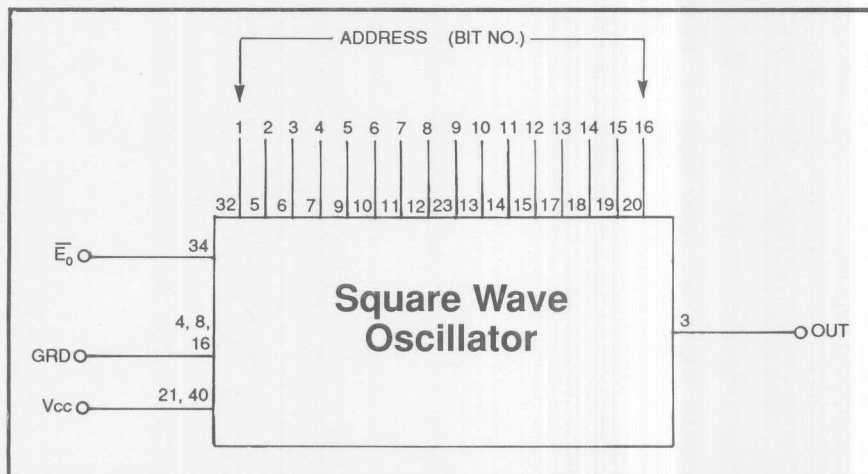 ADDRESS (BIT NO.)
1 2 3 4 5 6 7 8 9 10 11 12 13 14 15 16
32 5 6 7 9 10 11 12 23 13 14 15 17 18 19 20
E̅₀ 34
Square Wave
Oscillator
4, 8,
GRD 16
3 OUT
Vcc 21, 40